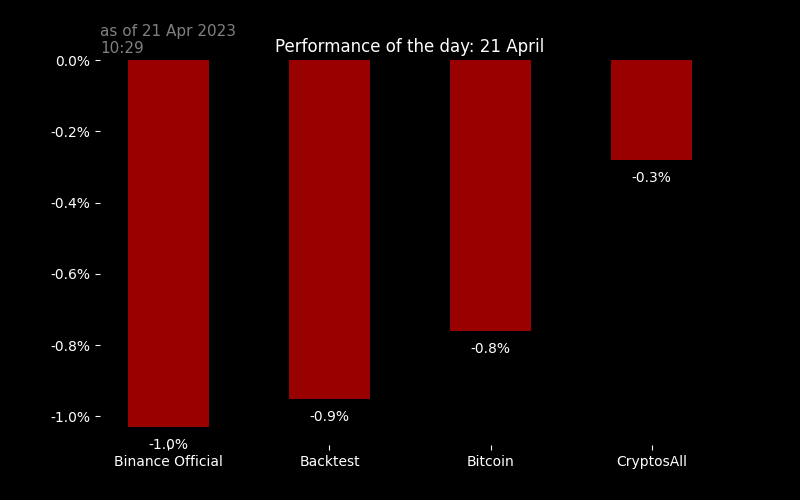 as of 21 Apr 2023
10:29
Performance of the day: 21 April
0.0%
-0.2%
-0.4%
-0.6%
-0.8%
-1.0%
-1.0%
-0.9%
-0.8%
-0.3%
Binance Official
Backtest
Bitcoin
CryptosAll